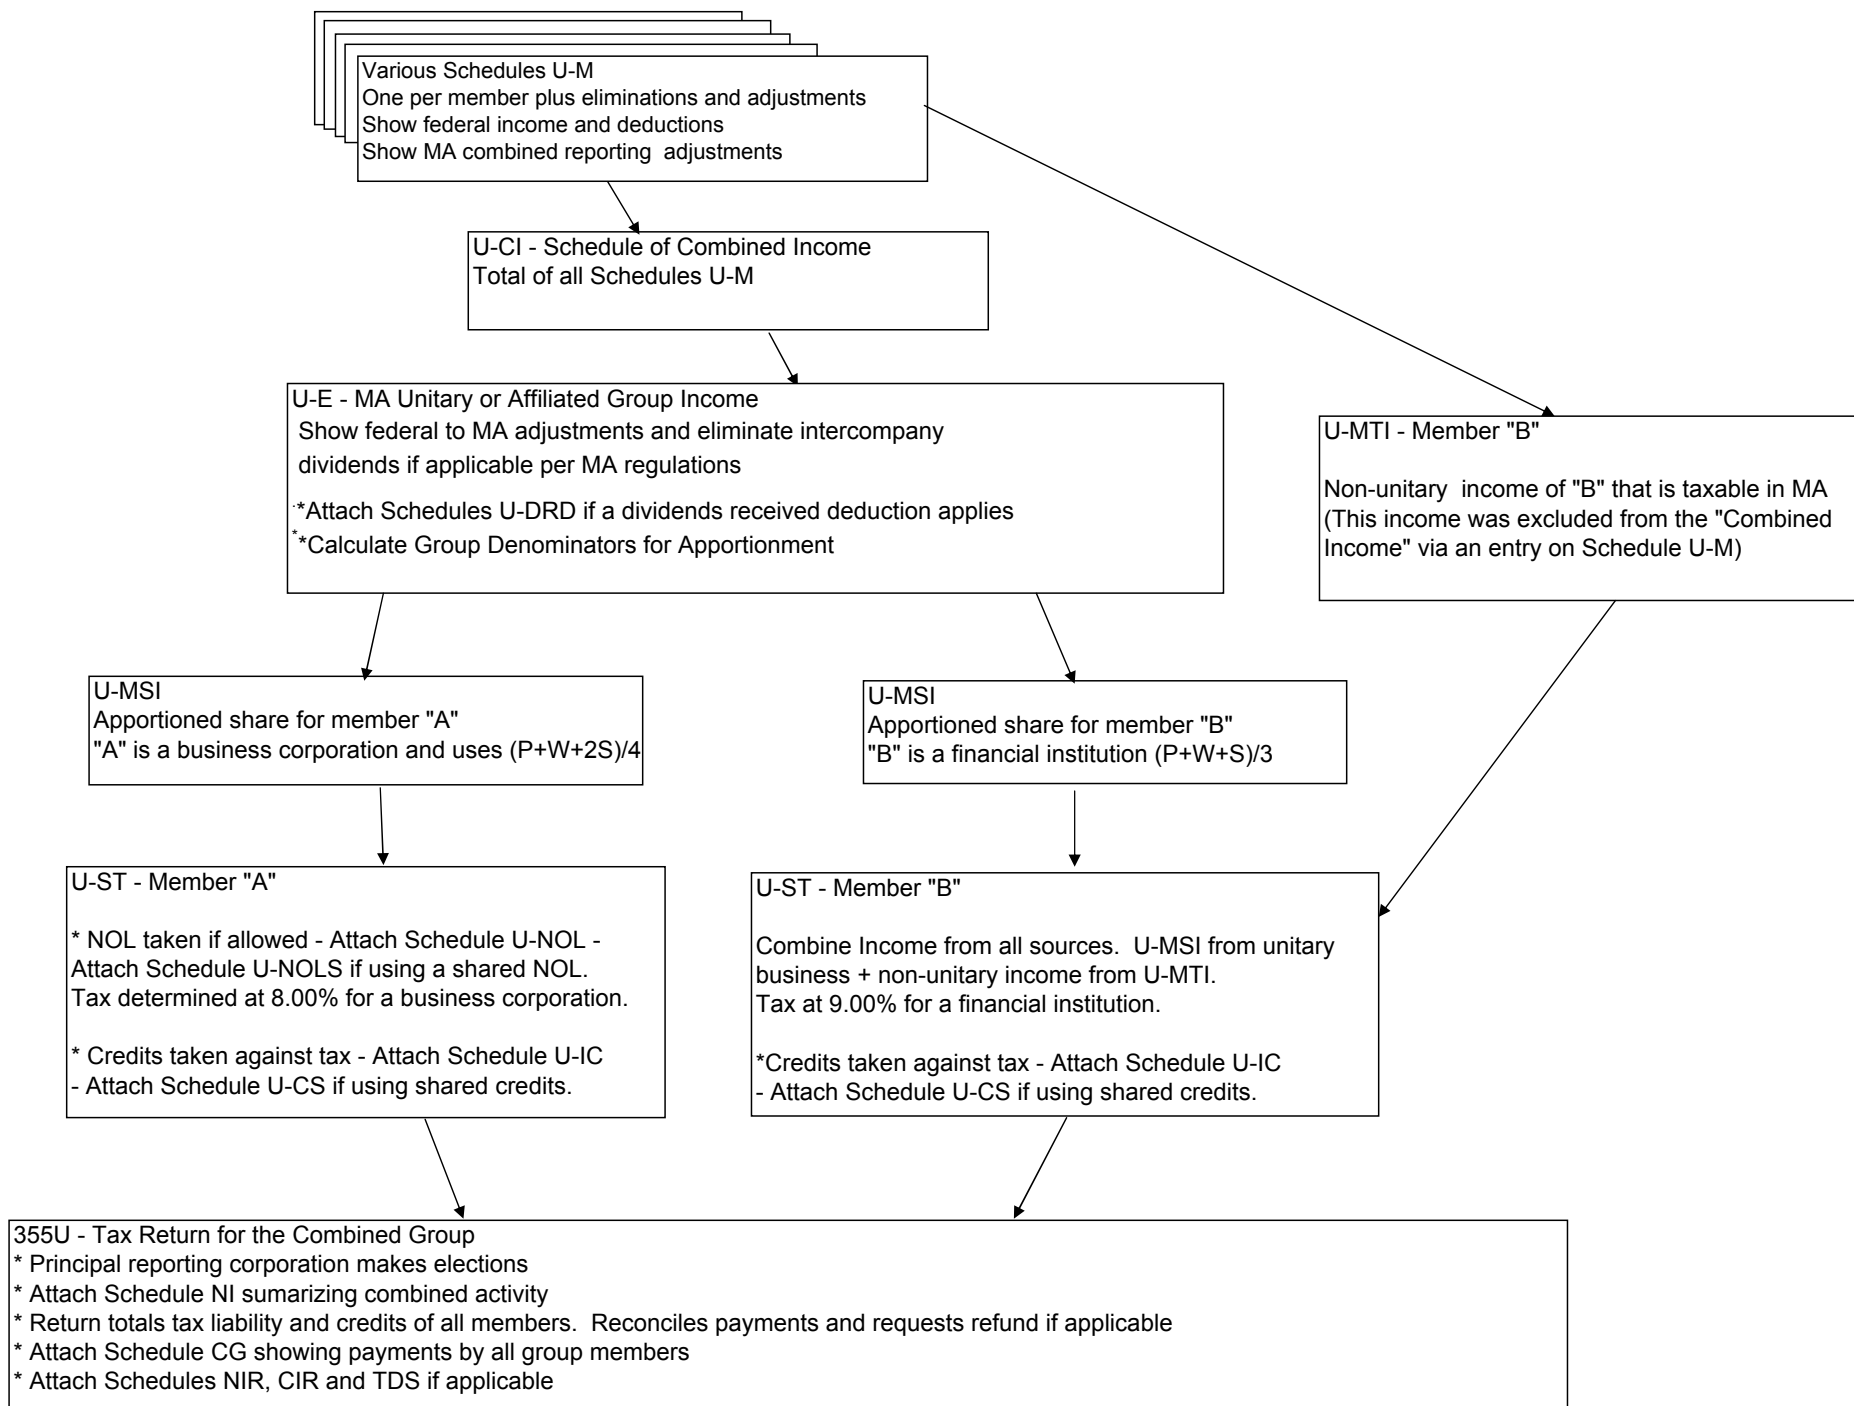 Various Schedules U-M
One per member plus eliminations and adjustments
Show federal income and deductions
Show MA combined reporting  adjustments
U-CI - Schedule of Combined Income
Total of all Schedules U-M
U-E - MA Unitary or Affiliated Group Income
Show federal to MA adjustments and eliminate intercompany
dividends if applicable per MA regulations
*Attach Schedules U-DRD if a dividends received deduction applies
**Calculate Group Denominators for Apportionment
U-MTI - Member "B"
Non-unitary  income of "B" that is taxable in MA
(This income was excluded from the "Combined
Income" via an entry on Schedule U-M)
U-MSI
Apportioned share for member "A"
"A" is a business corporation and uses (P+W+2S)/4
U-MSI
Apportioned share for member "B"
"B" is a financial institution (P+W+S)/3
U-ST - Member "A"
* NOL taken if allowed - Attach Schedule U-NOL -
Attach Schedule U-NOLS if using a shared NOL.
Tax determined at 8.00% for a business corporation.
* Credits taken against tax - Attach Schedule U-IC
- Attach Schedule U-CS if using shared credits.
U-ST - Member "B"
Combine Income from all sources.  U-MSI from unitary
business + non-unitary income from U-MTI.
Tax at 9.00% for a financial institution.
*Credits taken against tax - Attach Schedule U-IC
- Attach Schedule U-CS if using shared credits.
355U - Tax Return for the Combined Group
* Principal reporting corporation makes elections
* Attach Schedule NI sumarizing combined activity
* Return totals tax liability and credits of all members.  Reconciles payments and requests refund if applicable
* Attach Schedule CG showing payments by all group members
* Attach Schedules NIR, CIR and TDS if applicable